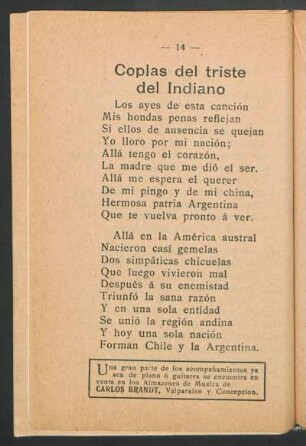 — 14 —
Coplas del triste
del Indiano
Los ayes de esta canción
Mis hondas penas reflejan
Si ellos de ausencia se quejan
Yo lloro por mi nación;
Allá tengo el corazón,
La madre que me dió el ser.
Allá me espera el querer
De mi pingo y de mi china,
Hermosa patria Argentina
Que te vuelva pronto á ver.
Allá en la América austral
Nacieron casí gemelas
Dos simpáticas chicuelas
Que luego vivieron mal
Después á su enemistad
Triunfó la sana razón
Y en una sola entidad
Se unió la región andina
Y hoy una sola nación
Forman Chile y la Argentina.
Una gran parte de los acompañamientos ya
sea de piano ó guitarra se encuentra en
venta en los Almacenes de Musica de
CARLOS BRANDT, Valparaiso y Concepcion.